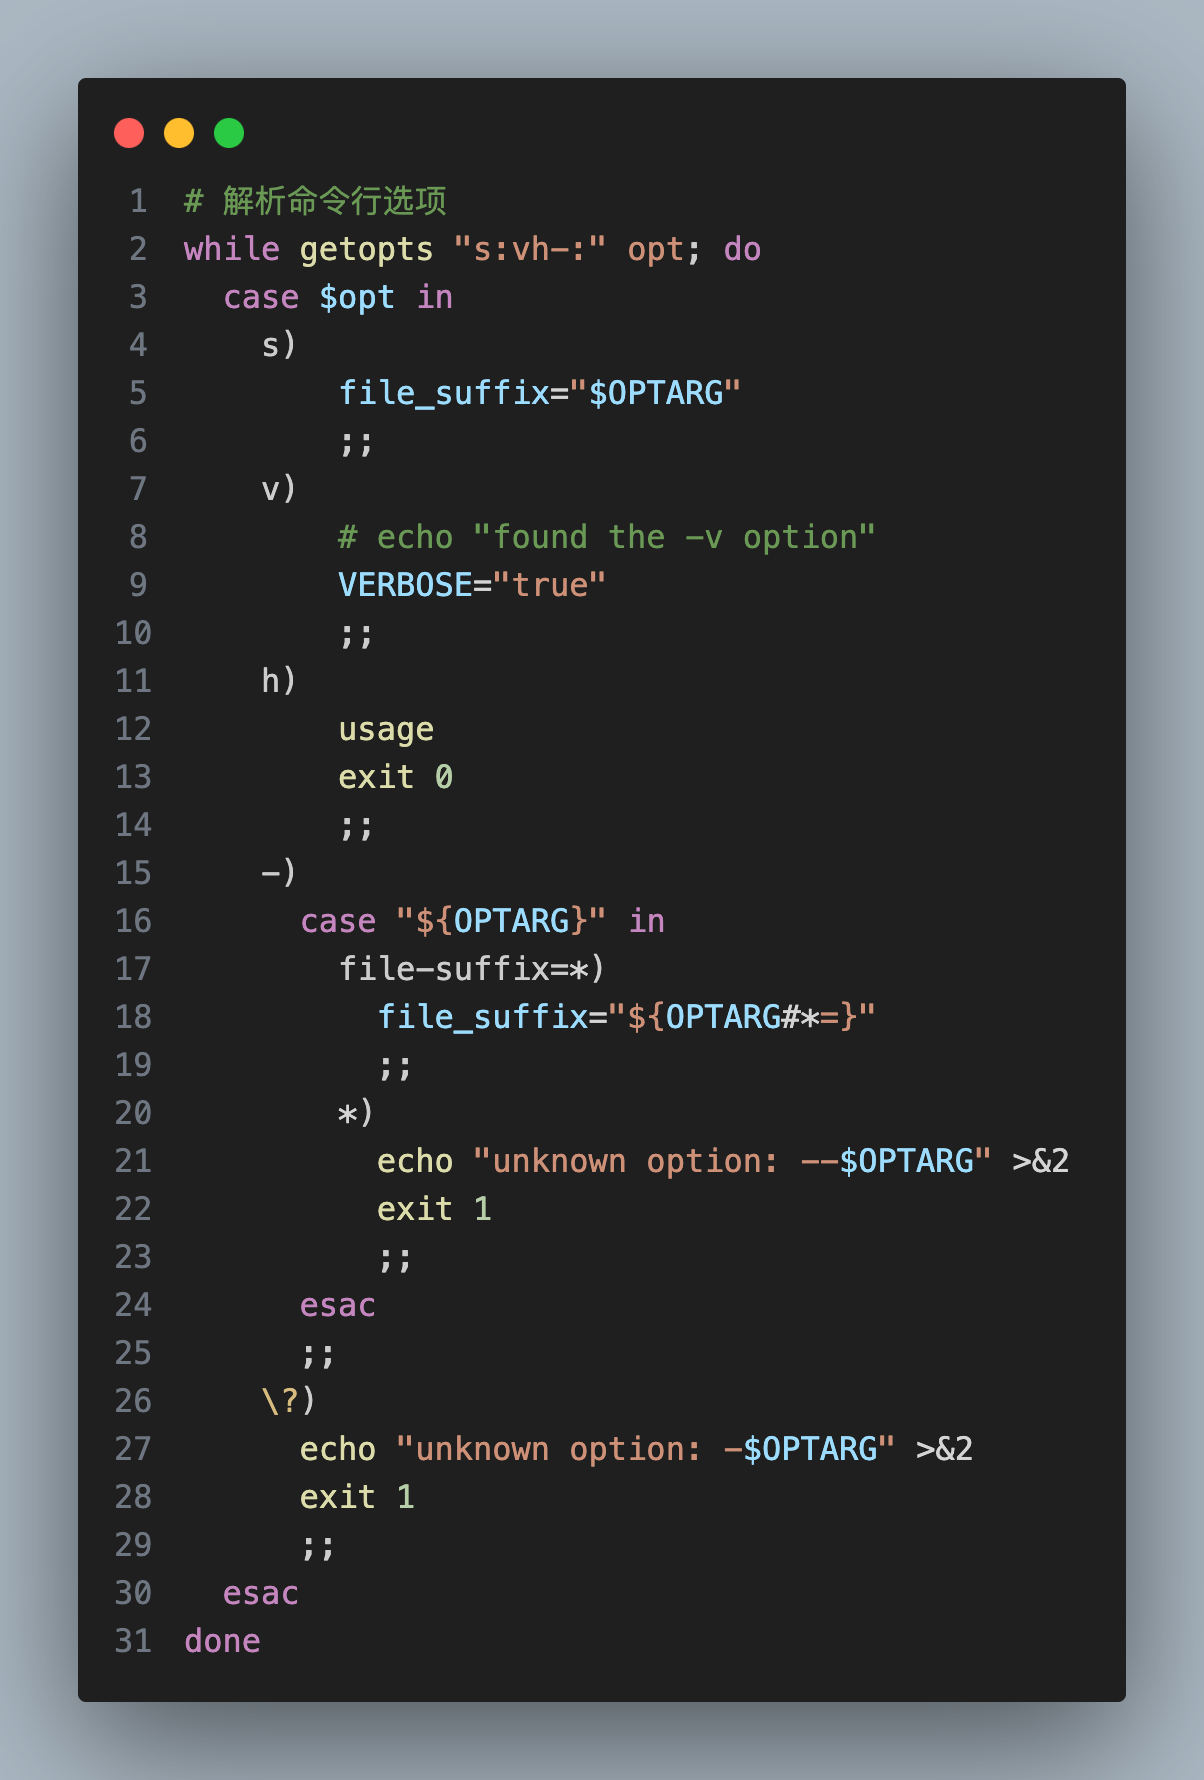 1 # 解析命令行选项
2 while getopts "s:vh-:" opt; do
3   case $opt in
4     s)
5         file_suffix="$OPTARG"
6         ;;
7     v)
8         # echo "found the -v option"
9         VERBOSE="true"
10         ;;
11     h)
12         usage
13         exit 0
14         ;;
15     -)
16       case "${OPTARG}" in
17         file-suffix=*)
18           file_suffix="${OPTARG#*=}"
19           ;;
20         *)
21           echo "unknown option: --$OPTARG" >&2
22           exit 1
23           ;;
24       esac
25       ;;
26     \?)
27       echo "unknown option: -$OPTARG" >&2
28       exit 1
29       ;;
30   esac
31 done